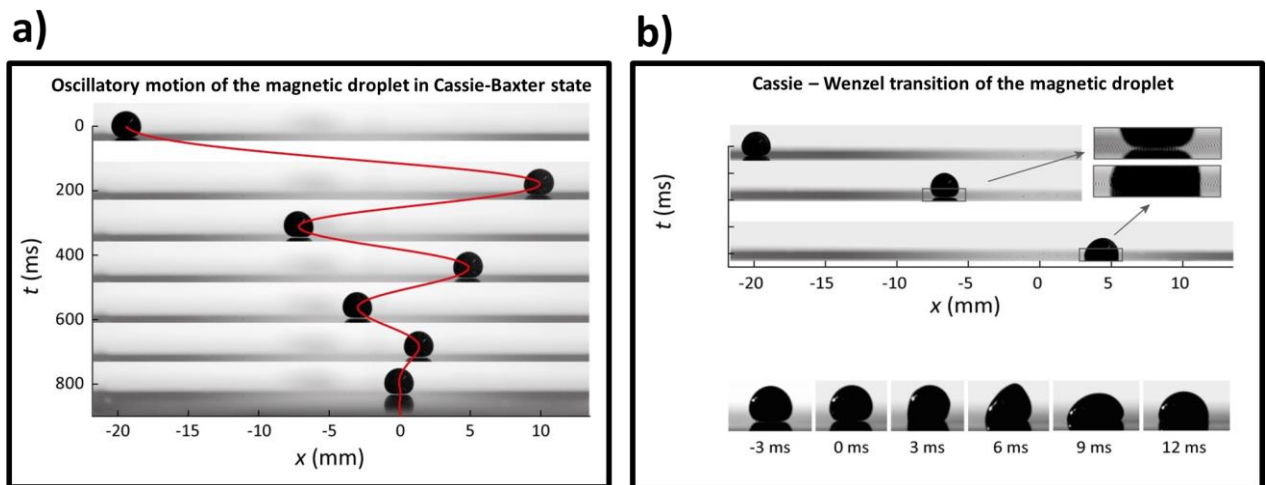 a)
Oscillatory motion of the magnetic droplet in Cassie-Baxter state
0
200
400
600
800
t (ms)
-20 -15 -10 -5 0 5 10
x (mm)
b)
Cassie – Wenzel transition of the magnetic droplet
t (ms)
-20 -15 -10 -5 0 5 10
x (mm)
-3 ms 0 ms 3 ms 6 ms 9 ms 12 ms